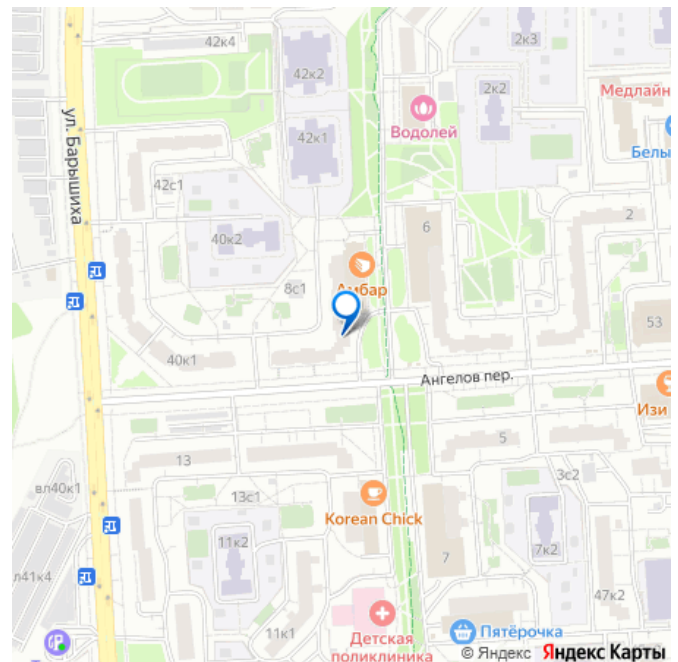 42к4
2к3
42к2
2к2
Медлайн
Водолей
ул. Барышиха
42к1
Белы
42с1
2
40к2
6
8с1
Амбар
53
40к1
Ангелов пер.
Изи
5
13
3с2
вл40к1
13с1
Korean Chick
11к2
7
7к2
л41к4
47к2
11к1
Детская
поликлиника
Пятёрочка
© Яндекс Яндекс Карты